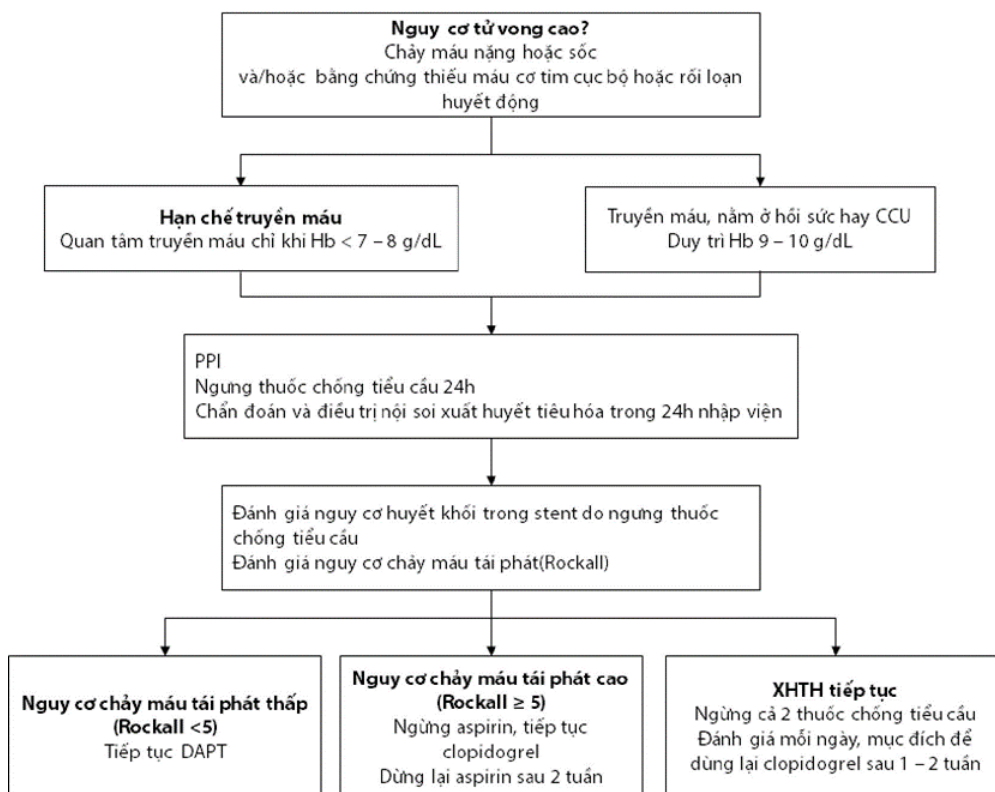 Nguy cơ tử vong cao?
Chảy máu nặng hoặc sốc
và/hoặc bằng chứng thiếu máu cơ tim cục bộ hoặc rối loạn
huyết động
Hạn chế truyền máu
Quan tâm truyền máu chỉ khi Hb < 7 – 8 g/dL
Truyền máu, nằm ở hồi sức hay CCU
Duy trì Hb 9 – 10 g/dL
PPI
Ngưng thuốc chống tiểu cầu 24h
Chẩn đoán và điều trị nội soi xuất huyết tiêu hóa trong 24h nhập viện
Đánh giá nguy cơ huyết khối trong stent do ngưng thuốc
chống tiểu cầu
Đánh giá nguy cơ chảy máu tái phát(Rockall)
Nguy cơ chảy máu tái phát thấp
(Rockall <5)
Tiếp tục DAPT
Nguy cơ chảy máu tái phát cao
(Rockall ≥ 5)
Ngừng aspirin, tiếp tục
clopidogrel
Dừng lại aspirin sau 2 tuần
XHTH tiếp tục
Ngừng cả 2 thuốc chống tiểu cầu
Đánh giá mỗi ngày, mục đích để
dùng lại clopidogrel sau 1 – 2 tuần